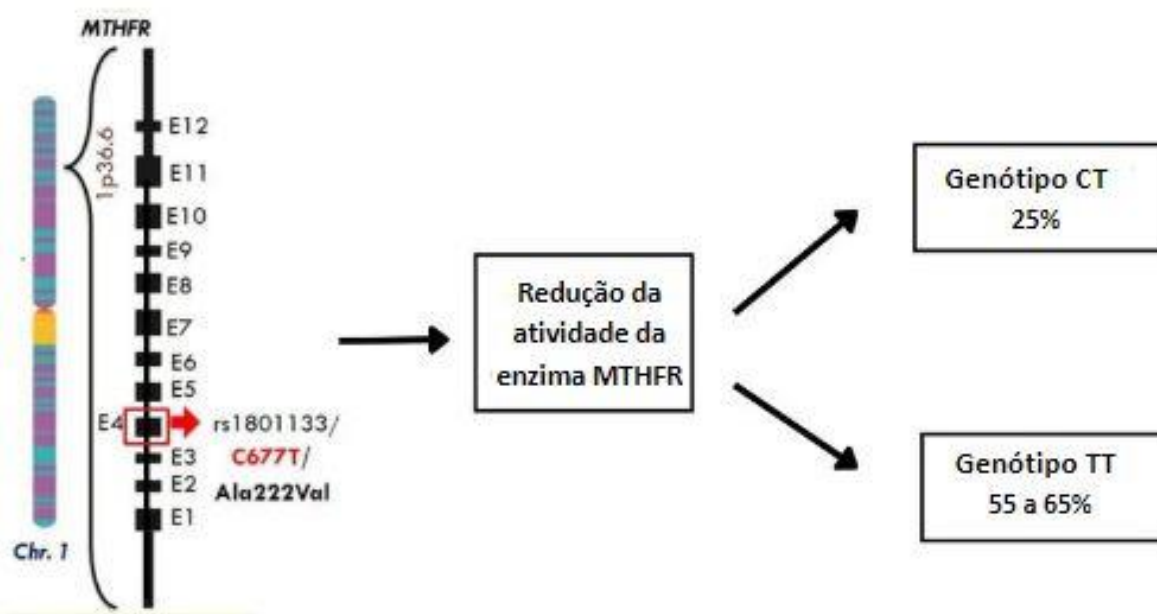 MTHFR
1p36.6
E12
E11
E10
E9
E8
E7
E6
E5
E4
rs1801133/
C677T/
Ala222Val
E3
E2
E1
Chr. 1
Redução da
atividade da
enzima MTHFR
Genótipo CT
25%
Genótipo TT
55 a 65%